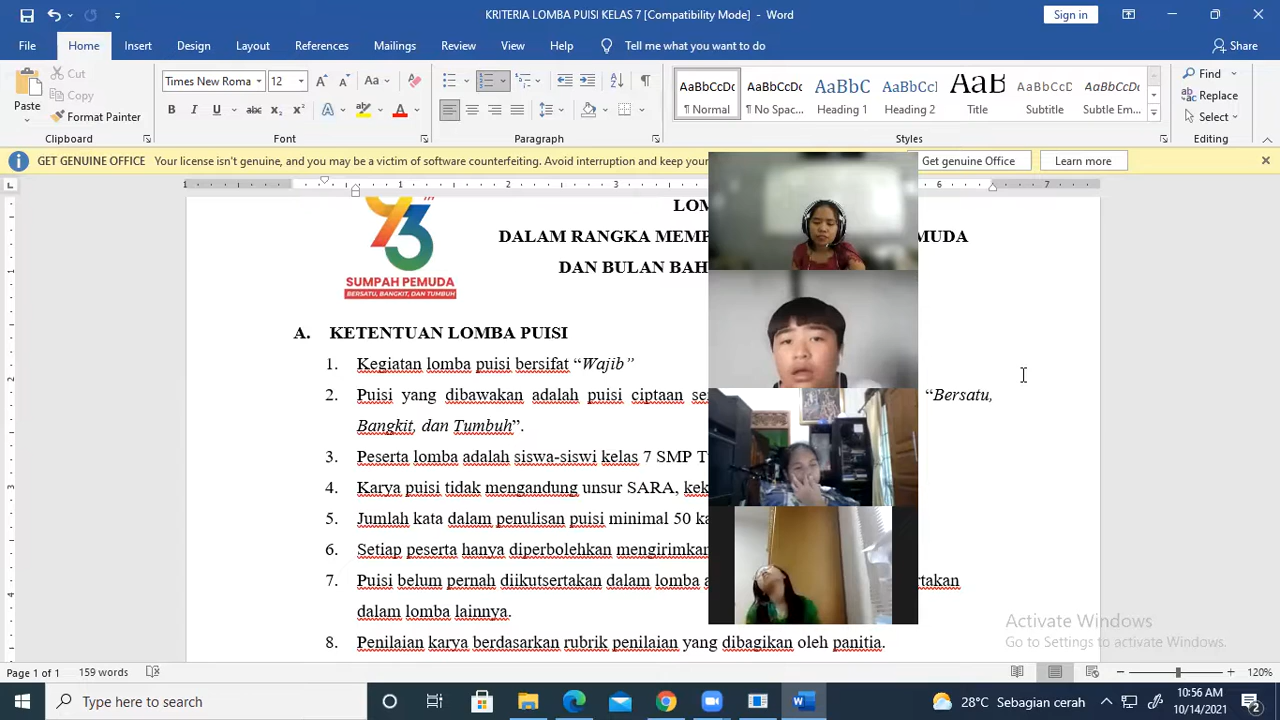 KRITERIA LOMBA PUISI KELAS 7 [Compatibility Mode] - Word
Sign in
File Home Insert Design Layout References Mailings Review View Help Tell me what you want to do Share
Paste Cut Copy Format Painter
Times New Roma 12
AaBbCcDc AaBbCcDc AaBbC AaBbCc AaB AaBbCcD AaBbCcDc
¶ Normal ¶ No Spac... Heading 1 Heading 2 Title Subtitle Subtle Em...
Find Replace Select
Clipboard Font Paragraph Styles Editing
GET GENUINE OFFICE Your license isn't genuine, and you may be a victim of software counterfeiting. Avoid interruption and keep your Get genuine Office Learn more
SUMPAH PEMUDA
BERSATU, BANGKIT, DAN TUMBUH
DALAM RANGKA
DAN BULAN
A. KETENTUAN LOMBA PUISI
1. Kegiatan lomba puisi bersifat “Wajib”
2. Puisi yang dibawakan adalah puisi ciptaan “Bersatu,
Bangkit, dan Tumbuh”.
3. Peserta lomba adalah siswa-siswi kelas 7 SMP
4. Karya puisi tidak mengandung unsur SARA,
5. Jumlah kata dalam penulisan puisi minimal 50
6. Setiap peserta hanya diperbolehkan mengirimkan
7. Puisi belum pernah diikutsertakan dalam lomba
dalam lomba lainnya.
8. Penilaian karya berdasarkan rubrik penilaian yang dibagikan oleh panitia.
Activate Windows
Go to Settings to activate Windows.
Page 1 of 1 159 words 120%
Type here to search
28°C Sebagian cerah
10:56 AM
10/14/2021
2